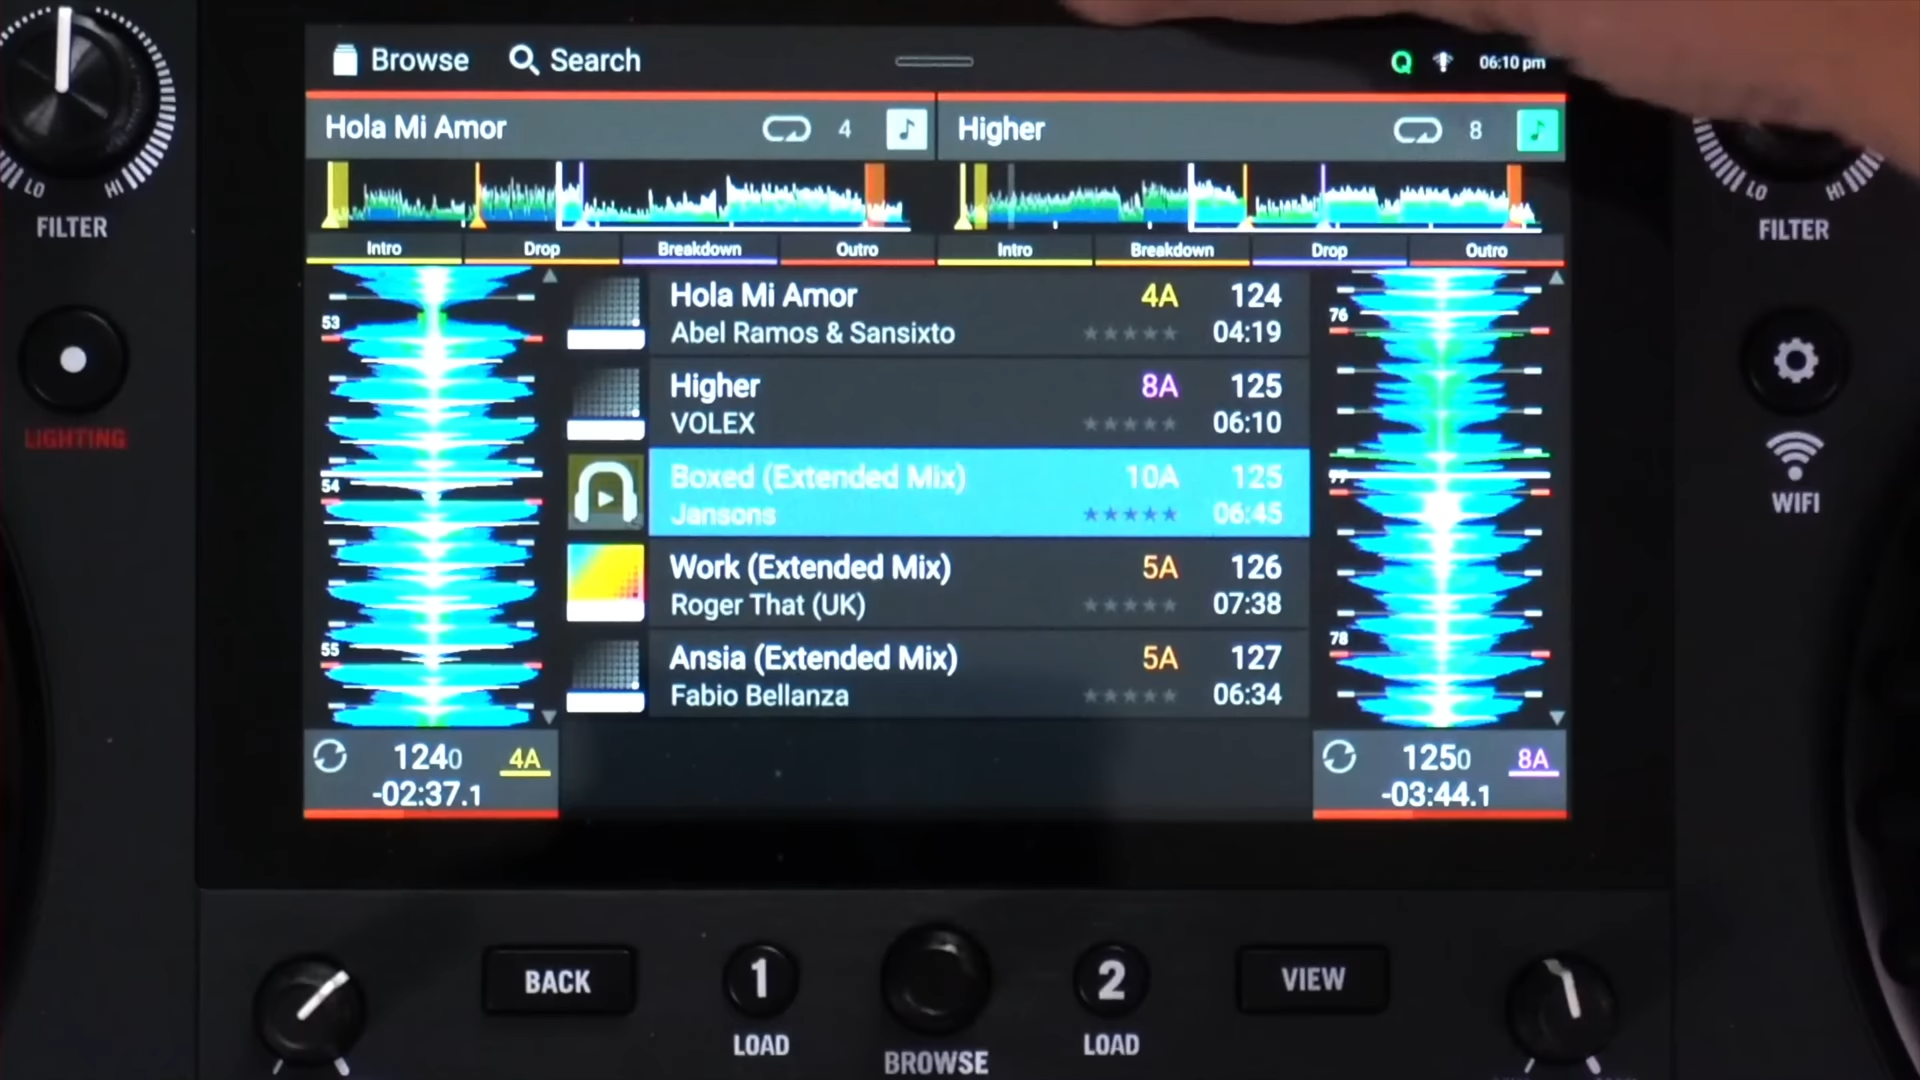 Browse Search 06:10 pm
Hola Mi Amor 4 Higher 8
Intro Drop Breakdown Outro Intro Breakdown Drop Outro
Hola Mi Amor 4A 124
Abel Ramos & Sansixto 04:19
Higher 8A 125
VOLEX 06:10
Boxed (Extended Mix) 10A 125
Jansons 06:45
Work (Extended Mix) 5A 126
Roger That (UK) 07:38
Ansia (Extended Mix) 5A 127
Fabio Bellanza 06:34
53
54
55
76
77
78
1240 4A
-02:37.1
1250 8A
-03:44.1
LO HI
FILTER
LIGHTING
LO HI
FILTER
WIFI
BACK 1 2 VIEW
LOAD BROWSE LOAD